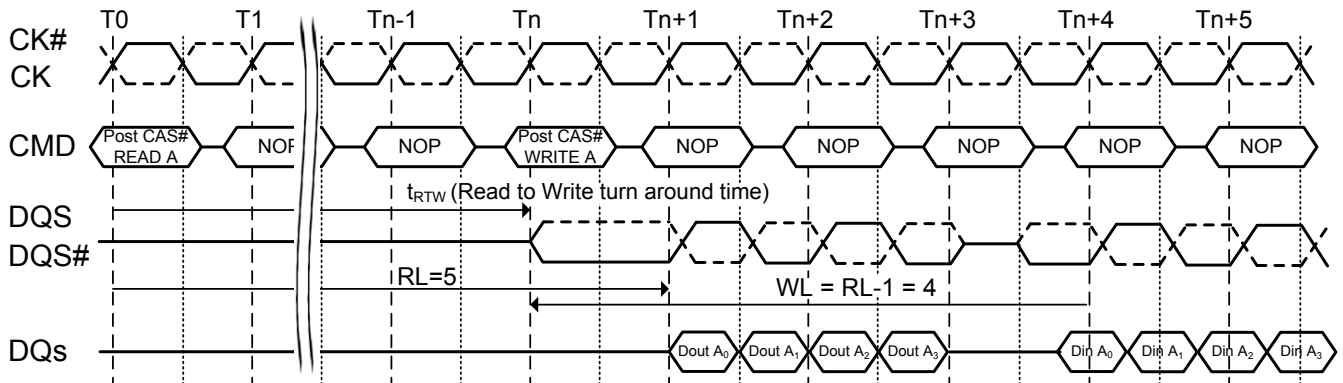 T0 T1 Tn-1 Tn Tn+1 Tn+2 Tn+3 Tn+4 Tn+5
CK#
CK
CMD
Post CAS#
READ A
NOP
NOP
Post CAS#
WRITE A
NOP
NOP
NOP
NOP
NOP
tRTW (Read to Write turn around time)
DQS
DQS#
RL=5
WL = RL-1 = 4
DQs
Dout A0 Dout A1 Dout A2 Dout A3 Din A0 Din A1 Din A2 Din A3